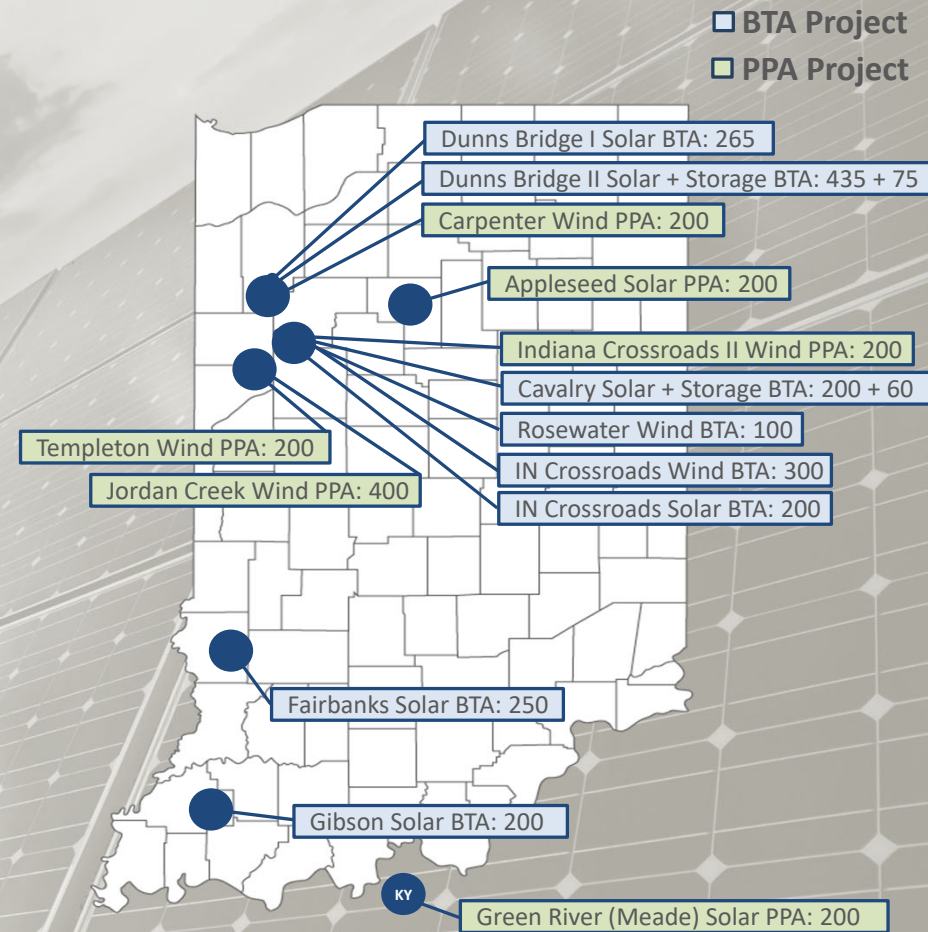 BTA Project
PPA Project
Dunns Bridge I Solar BTA: 265
Dunns Bridge II Solar + Storage BTA: 435 + 75
Carpenter Wind PPA: 200
Appleseed Solar PPA: 200
Indiana Crossroads II Wind PPA: 200
Cavalry Solar + Storage BTA: 200 + 60
Rosewater Wind BTA: 100
Templeton Wind PPA: 200
IN Crossroads Wind BTA: 300
Jordan Creek Wind PPA: 400
IN Crossroads Solar BTA: 200
Fairbanks Solar BTA: 250
Gibson Solar BTA: 200
KY
Green River (Meade) Solar PPA: 200